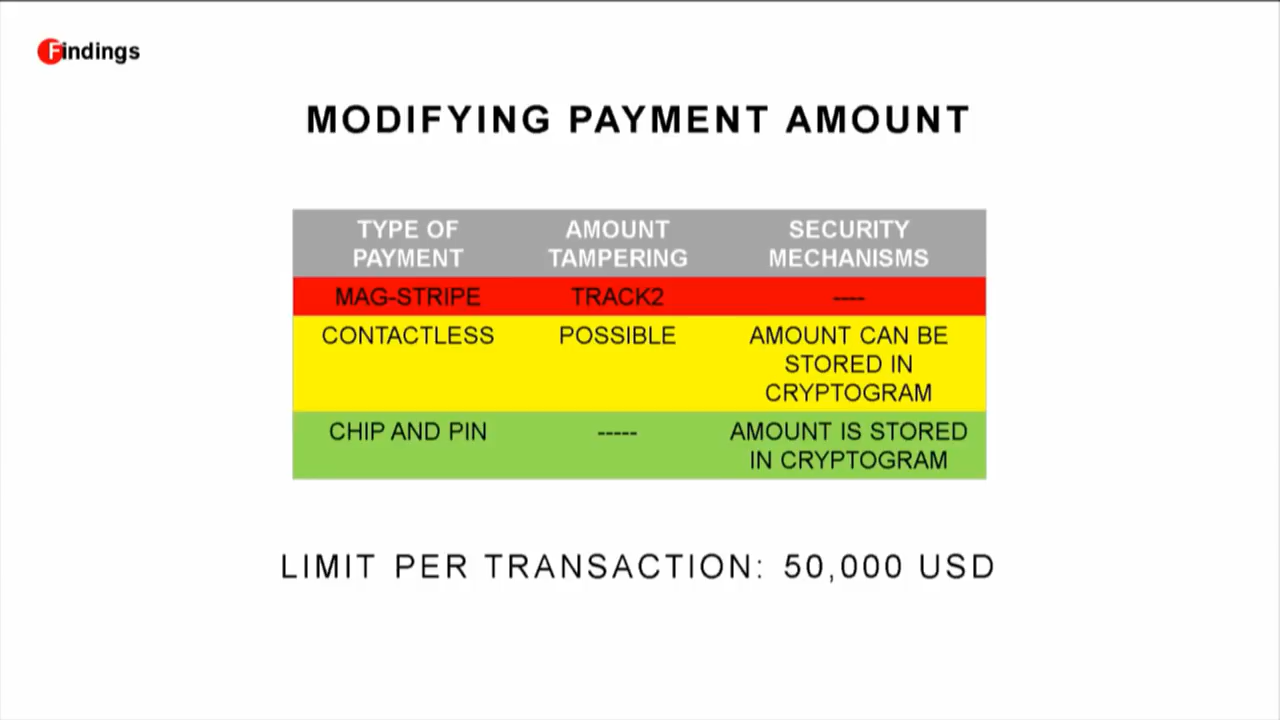 Findings
MODIFYING PAYMENT AMOUNT
TYPE OF PAYMENT
AMOUNT TAMPERING
SECURITY MECHANISMS
MAG-STRIPE
TRACK2
----
CONTACTLESS
POSSIBLE
AMOUNT CAN BE
STORED IN
CRYPTOGRAM
CHIP AND PIN
-----
AMOUNT IS STORED
IN CRYPTOGRAM
LIMIT PER TRANSACTION: 50,000 USD